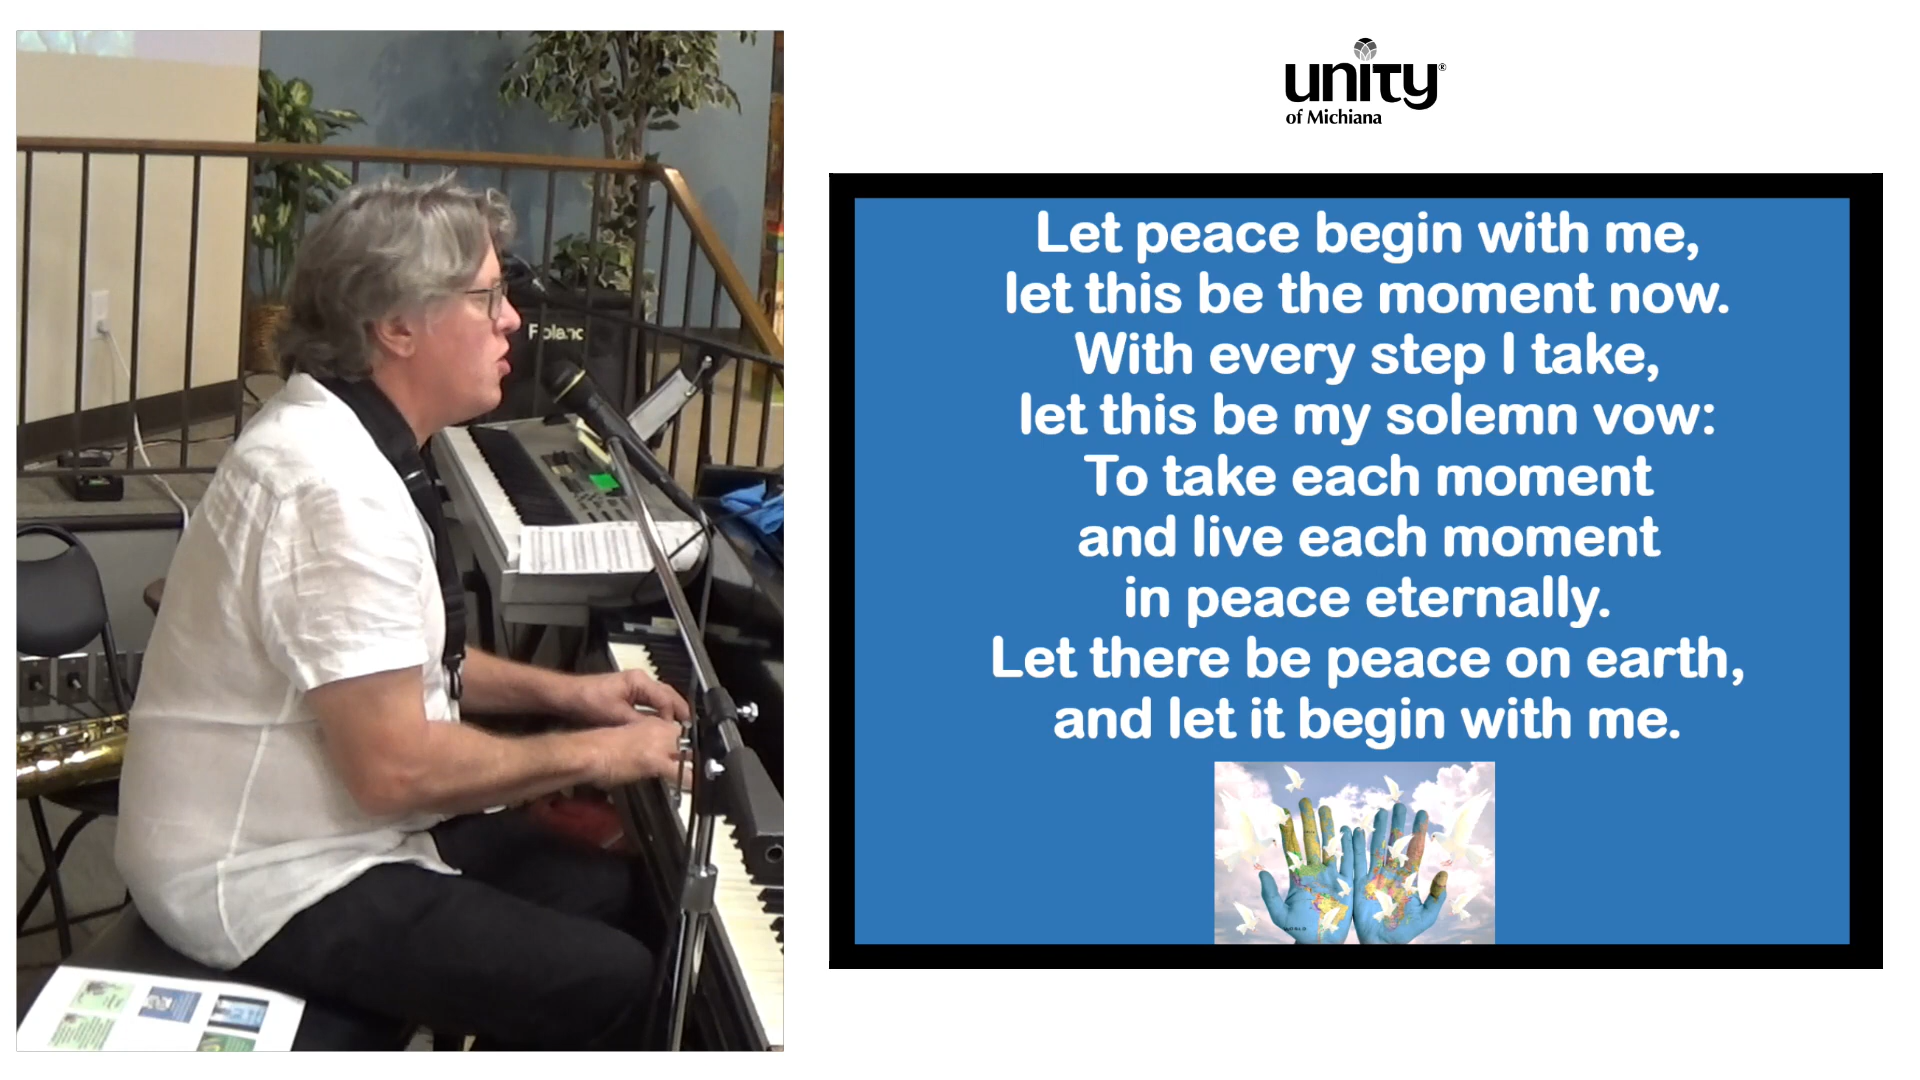 unity®
of Michiana
Roland
Let peace begin with me,
let this be the moment now.
With every step I take,
let this be my solemn vow:
To take each moment
and live each moment
in peace eternally.
Let there be peace on earth,
and let it begin with me.
WORLD